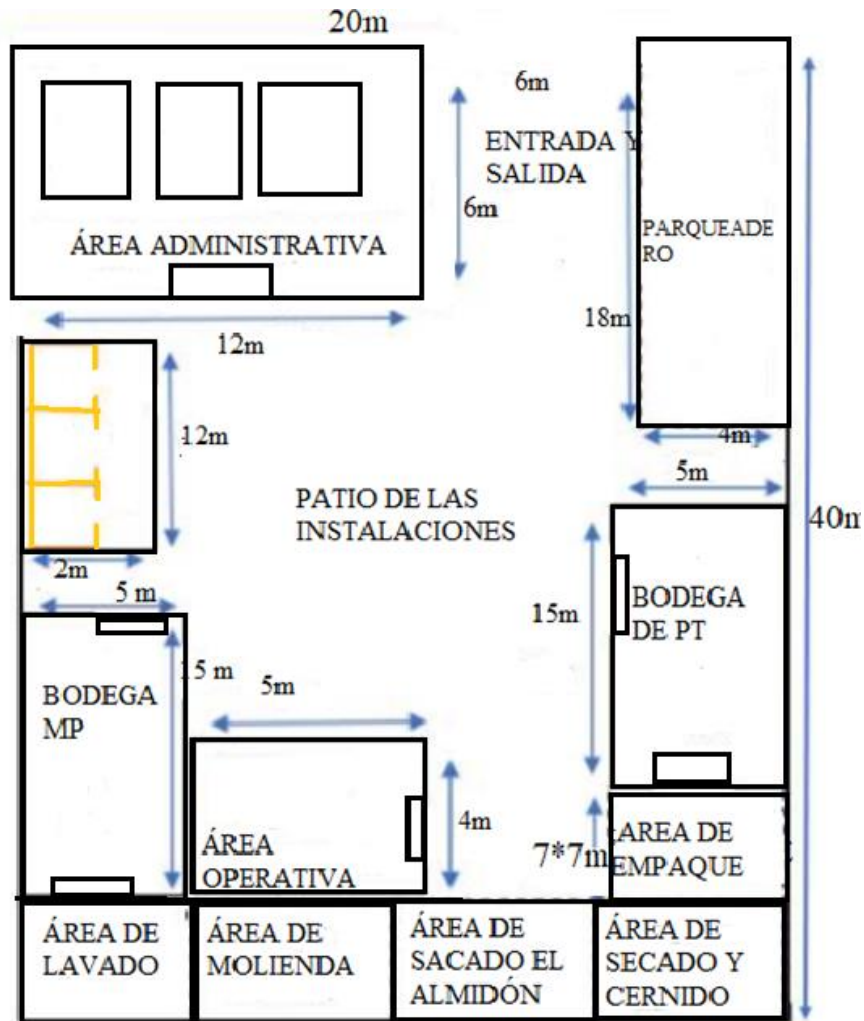 20m
6m
ENTRADA Y
SALIDA
6m
ÁREA ADMINISTRATIVA
PARQUEADE
RO
18m
12m
4m
12m
5m
PATIO DE LAS
INSTALACIONES
40m
2m
5 m
15m
BODEGA
DE PT
15 m
BODEGA
MP
5m
4m
ÁREA
OPERATIVA
7*7m
AREA DE
EMPAQUE
ÁREA DE
LAVADO
ÁREA DE
MOLIENDA
ÁREA DE
SACADO EL
ALMIDÓN
ÁREA DE
SECADO Y
CERNIDO